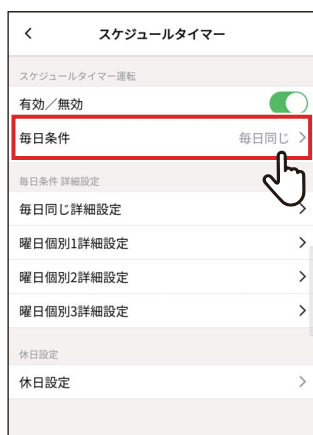 スケジュールタイマー
スケジュールタイマー運転
有効／無効
毎日条件 毎日同じ
毎日条件 詳細設定
毎日同じ詳細設定
曜日個別1詳細設定
曜日個別2詳細設定
曜日個別3詳細設定
休日設定
休日設定